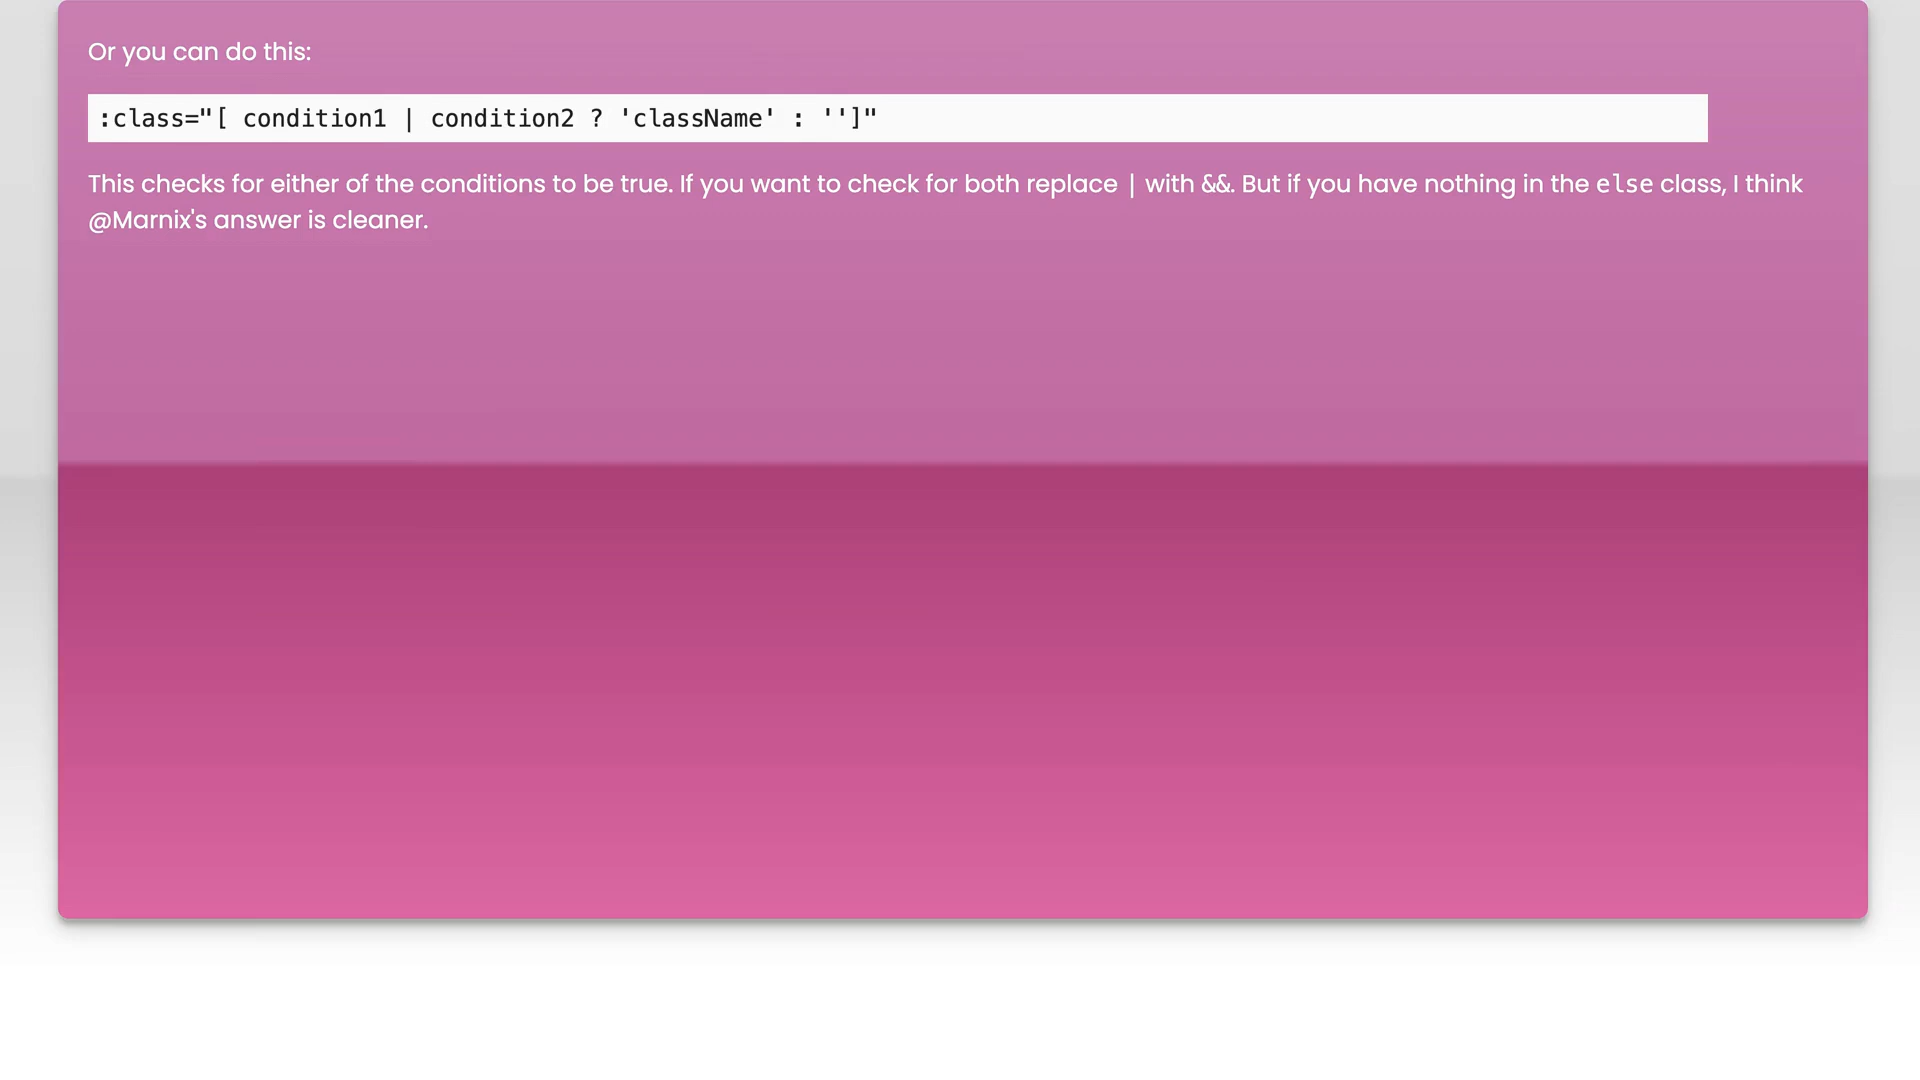 Or you can do this:
:class="[ condition1 | condition2 ? 'className' : '']"
This checks for either of the conditions to be true. If you want to check for both replace | with &&. But if you have nothing in the else class, I think
@Marnix's answer is cleaner.